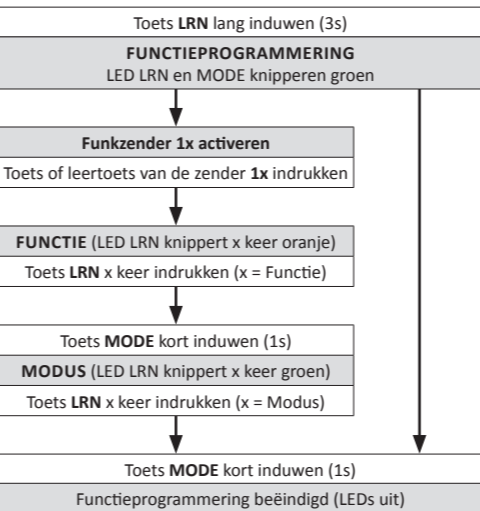 Toets LRN lang induwen (3s)
FUNCTIEPROGRAMMERING
LED LRN en MODE knipperen groen
Funkzender 1x activeren
Toets of leertoets van de zender 1x indrukken
FUNCTIE (LED LRN knippert x keer oranje)
Toets LRN x keer indrukken (x = Functie)
Toets MODE kort induwen (1s)
MODUS (LED LRN knippert x keer groen)
Toets LRN x keer indrukken (x = Modus)
Toets MODE kort induwen (1s)
Functieprogrammering beëindigd (LEDs uit)